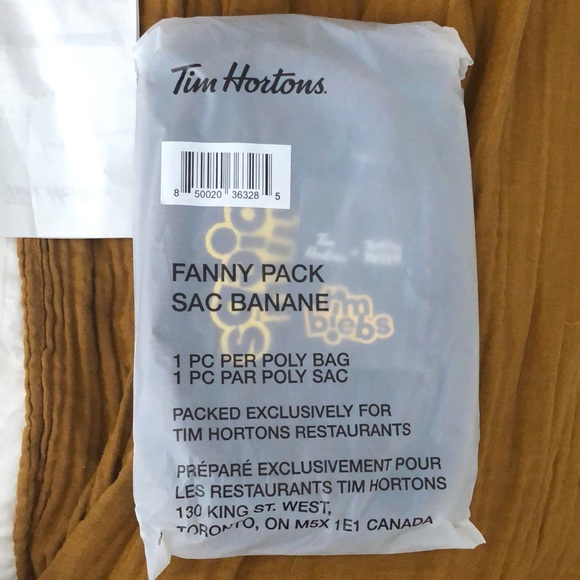 Tim Hortons.
8 50020 36328 5
FANNY PACK
SAC BANANE
tim
biebs
1 PC PER POLY BAG
1 PC PAR POLY SAC
PACKED EXCLUSIVELY FOR
TIM HORTONS RESTAURANTS
PRÉPARÉ EXCLUSIVEMENT POUR
LES RESTAURANTS TIM HORTONS
130 KING ST. WEST,
TORONTO, ON M5X 1E1 CANADA